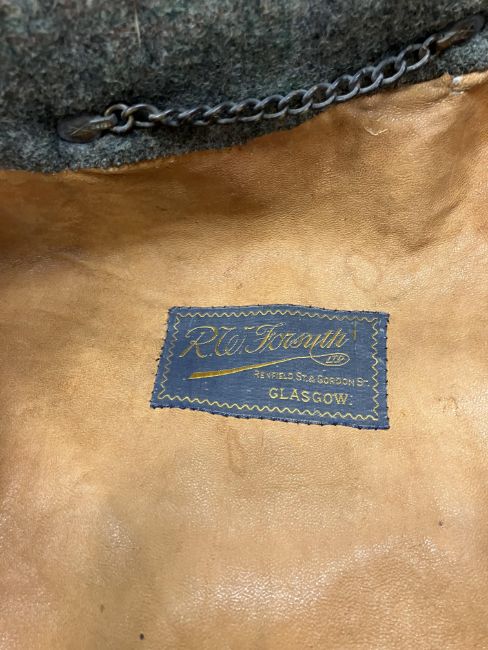 R.W. Forsyth
LTD
RENFIELD, ST. & GORDON ST.
GLASGOW.